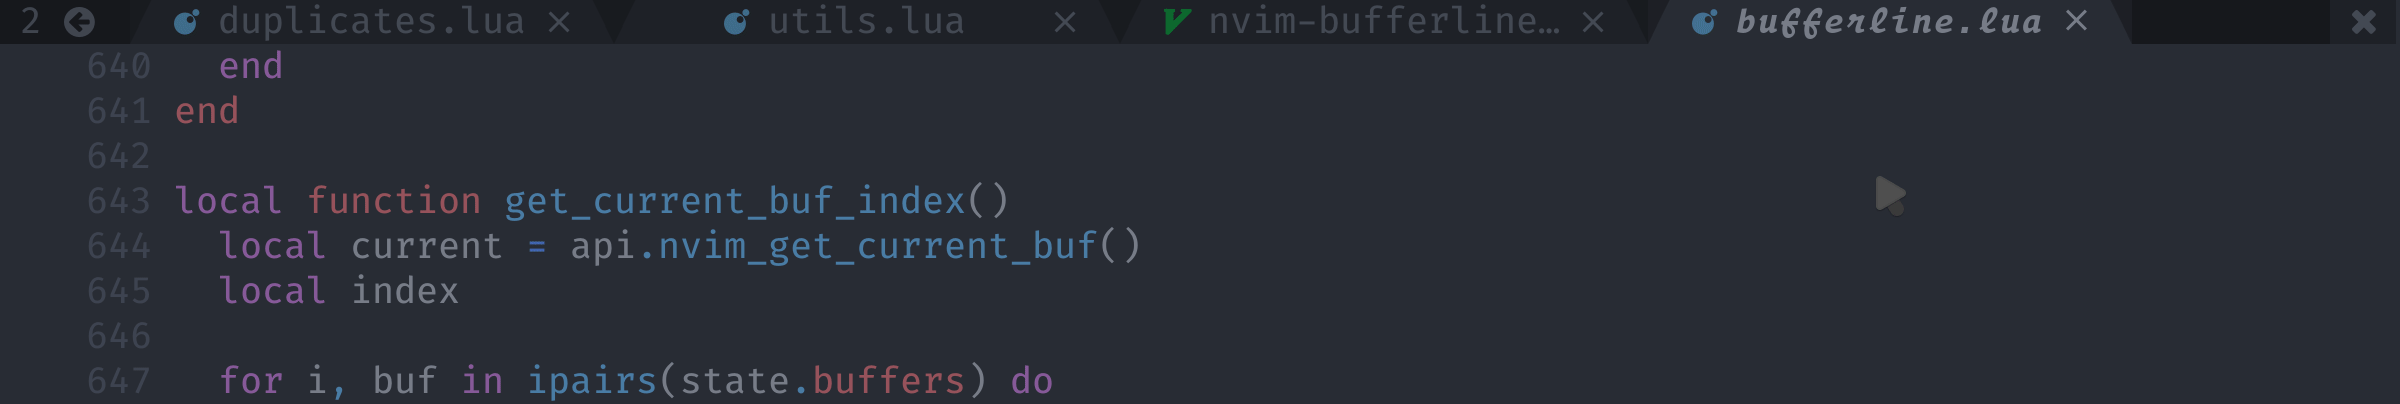 2 duplicates.lua × utils.lua × nvim-bufferline… × bufferline.lua ×
640 end
641 end
642
643 local function get_current_buf_index()
644 local current = api.nvim_get_current_buf()
645 local index
646
647 for i, buf in ipairs(state.buffers) do